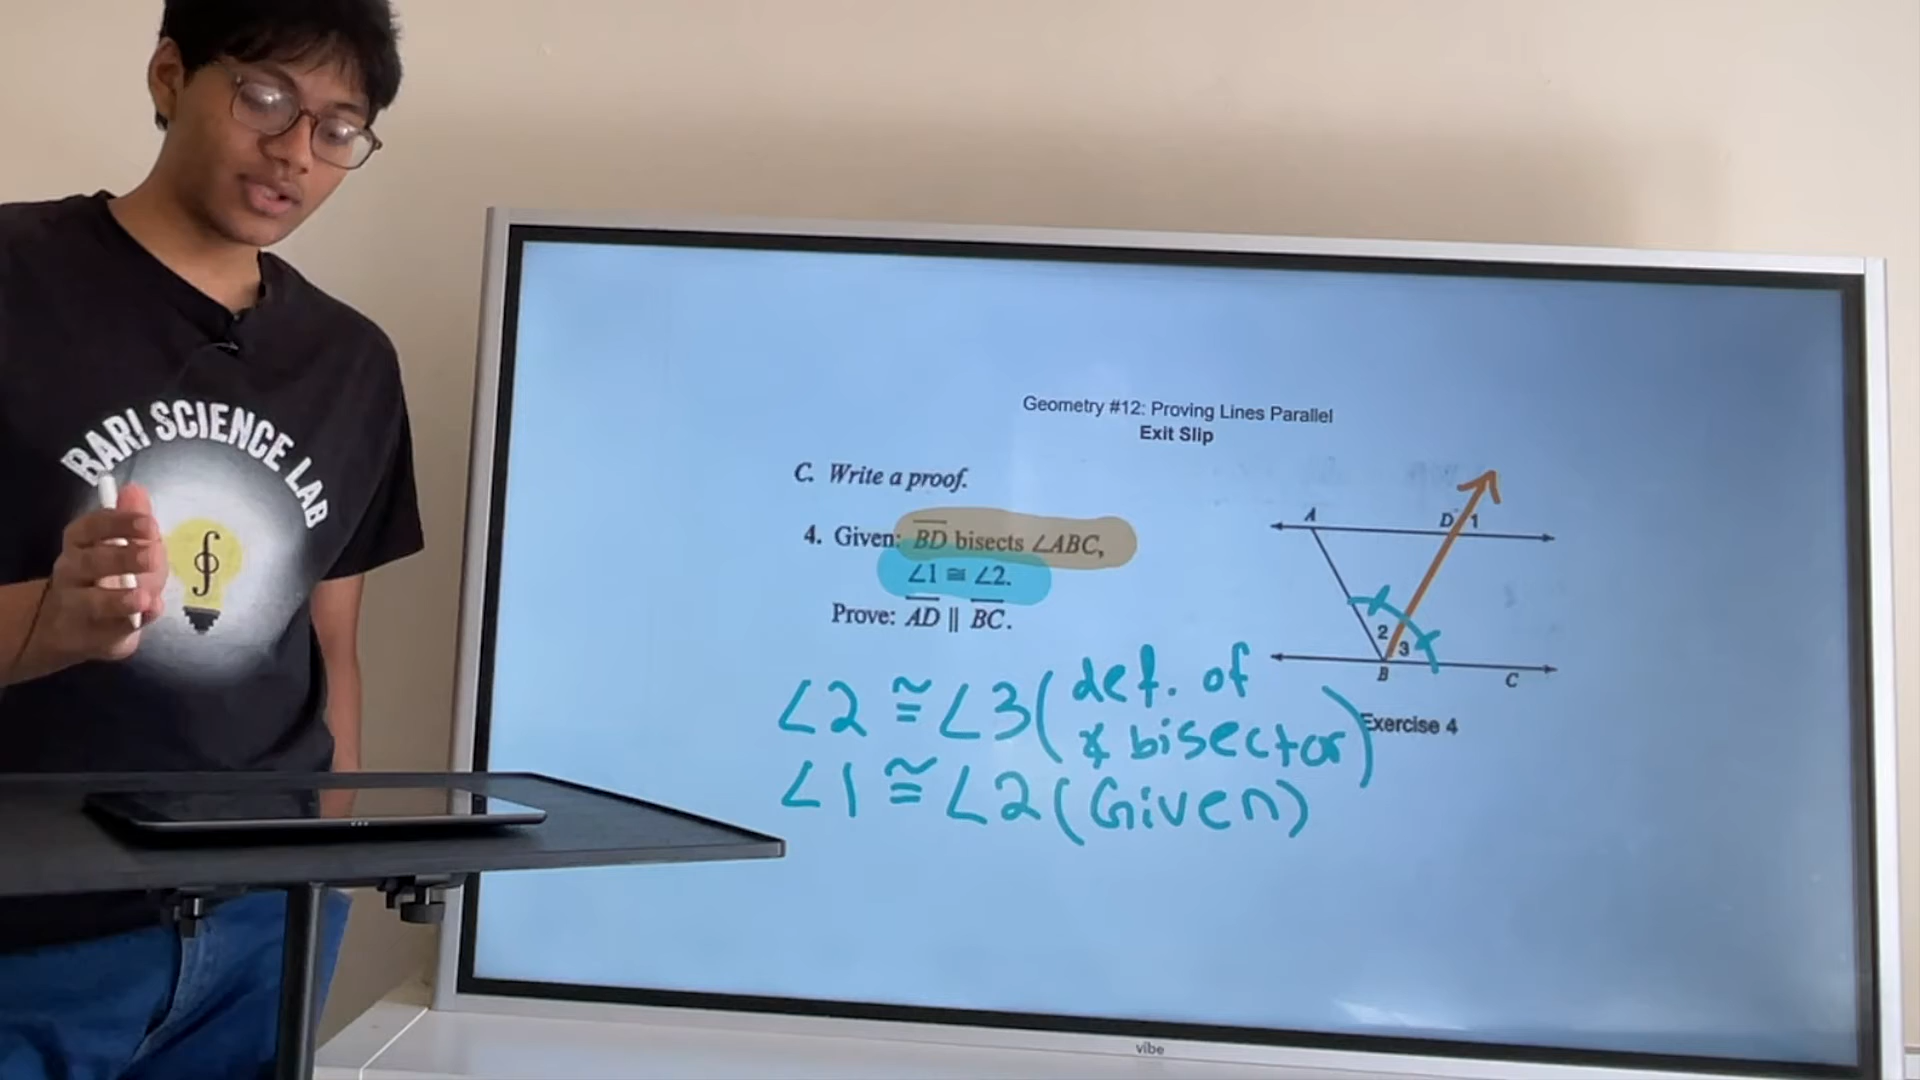 BARI SCIENCE LAB
Geometry #12: Proving Lines Parallel
Exit Slip
C. Write a proof.
4. Given: BD bisects ∠ABC,
∠1 ≅ ∠2.
Prove: AD ∥ BC.
A
D
1
2
3
B
C
Exercise 4
∠2 ≅ ∠3 (def. of
∡ bisector)
∠1 ≅ ∠2 (Given)
vibe